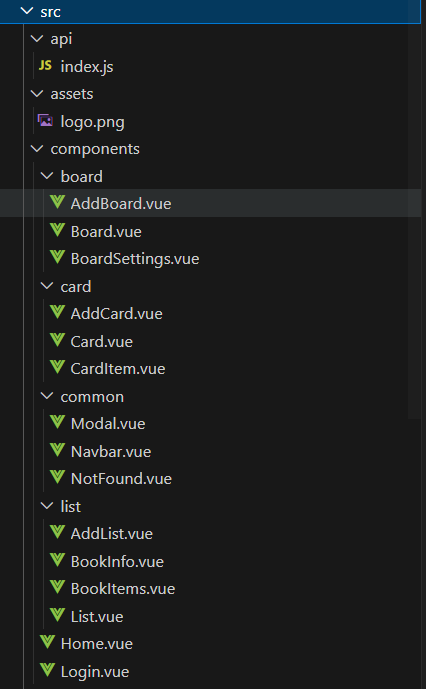 src
api
JS index.js
assets
logo.png
components
board
AddBoard.vue
Board.vue
BoardSettings.vue
card
AddCard.vue
Card.vue
CardItem.vue
common
Modal.vue
Navbar.vue
NotFound.vue
list
AddList.vue
BookInfo.vue
BookItems.vue
List.vue
Home.vue
Login.vue